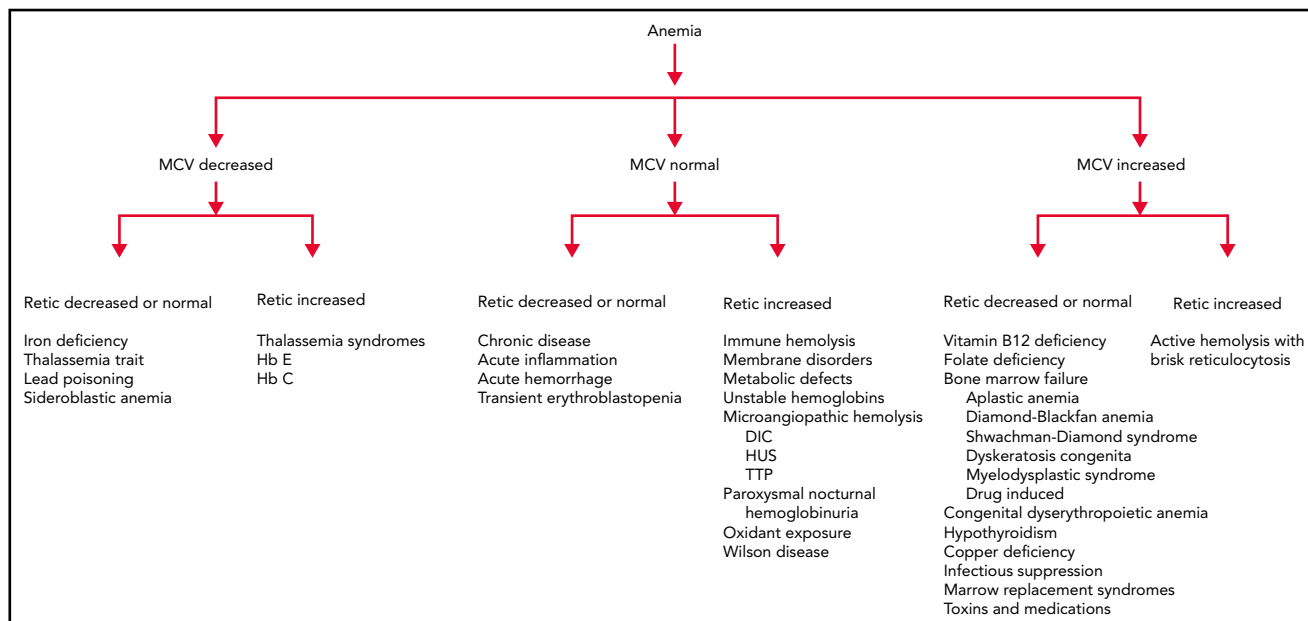 Anemia
MCV decreased
MCV normal
MCV increased
Retic decreased or normal
Iron deficiency
Thalassemia trait
Lead poisoning
Sideroblastic anemia
Retic increased
Thalassemia syndromes
Hb E
Hb C
Retic decreased or normal
Chronic disease
Acute inflammation
Acute hemorrhage
Transient erythroblastopenia
Retic increased
Immune hemolysis
Membrane disorders
Metabolic defects
Unstable hemoglobins
Microangiopathic hemolysis
DIC
HUS
TTP
Paroxysmal nocturnal
hemoglobinuria
Oxidant exposure
Wilson disease
Retic decreased or normal
Vitamin B12 deficiency
Folate deficiency
Bone marrow failure
Aplastic anemia
Diamond-Blackfan anemia
Shwachman-Diamond syndrome
Dyskeratosis congenita
Myelodysplastic syndrome
Drug induced
Congenital dyserythropoietic anemia
Hypothyroidism
Copper deficiency
Infectious suppression
Marrow replacement syndromes
Toxins and medications
Retic increased
Active hemolysis with
brisk reticulocytosis